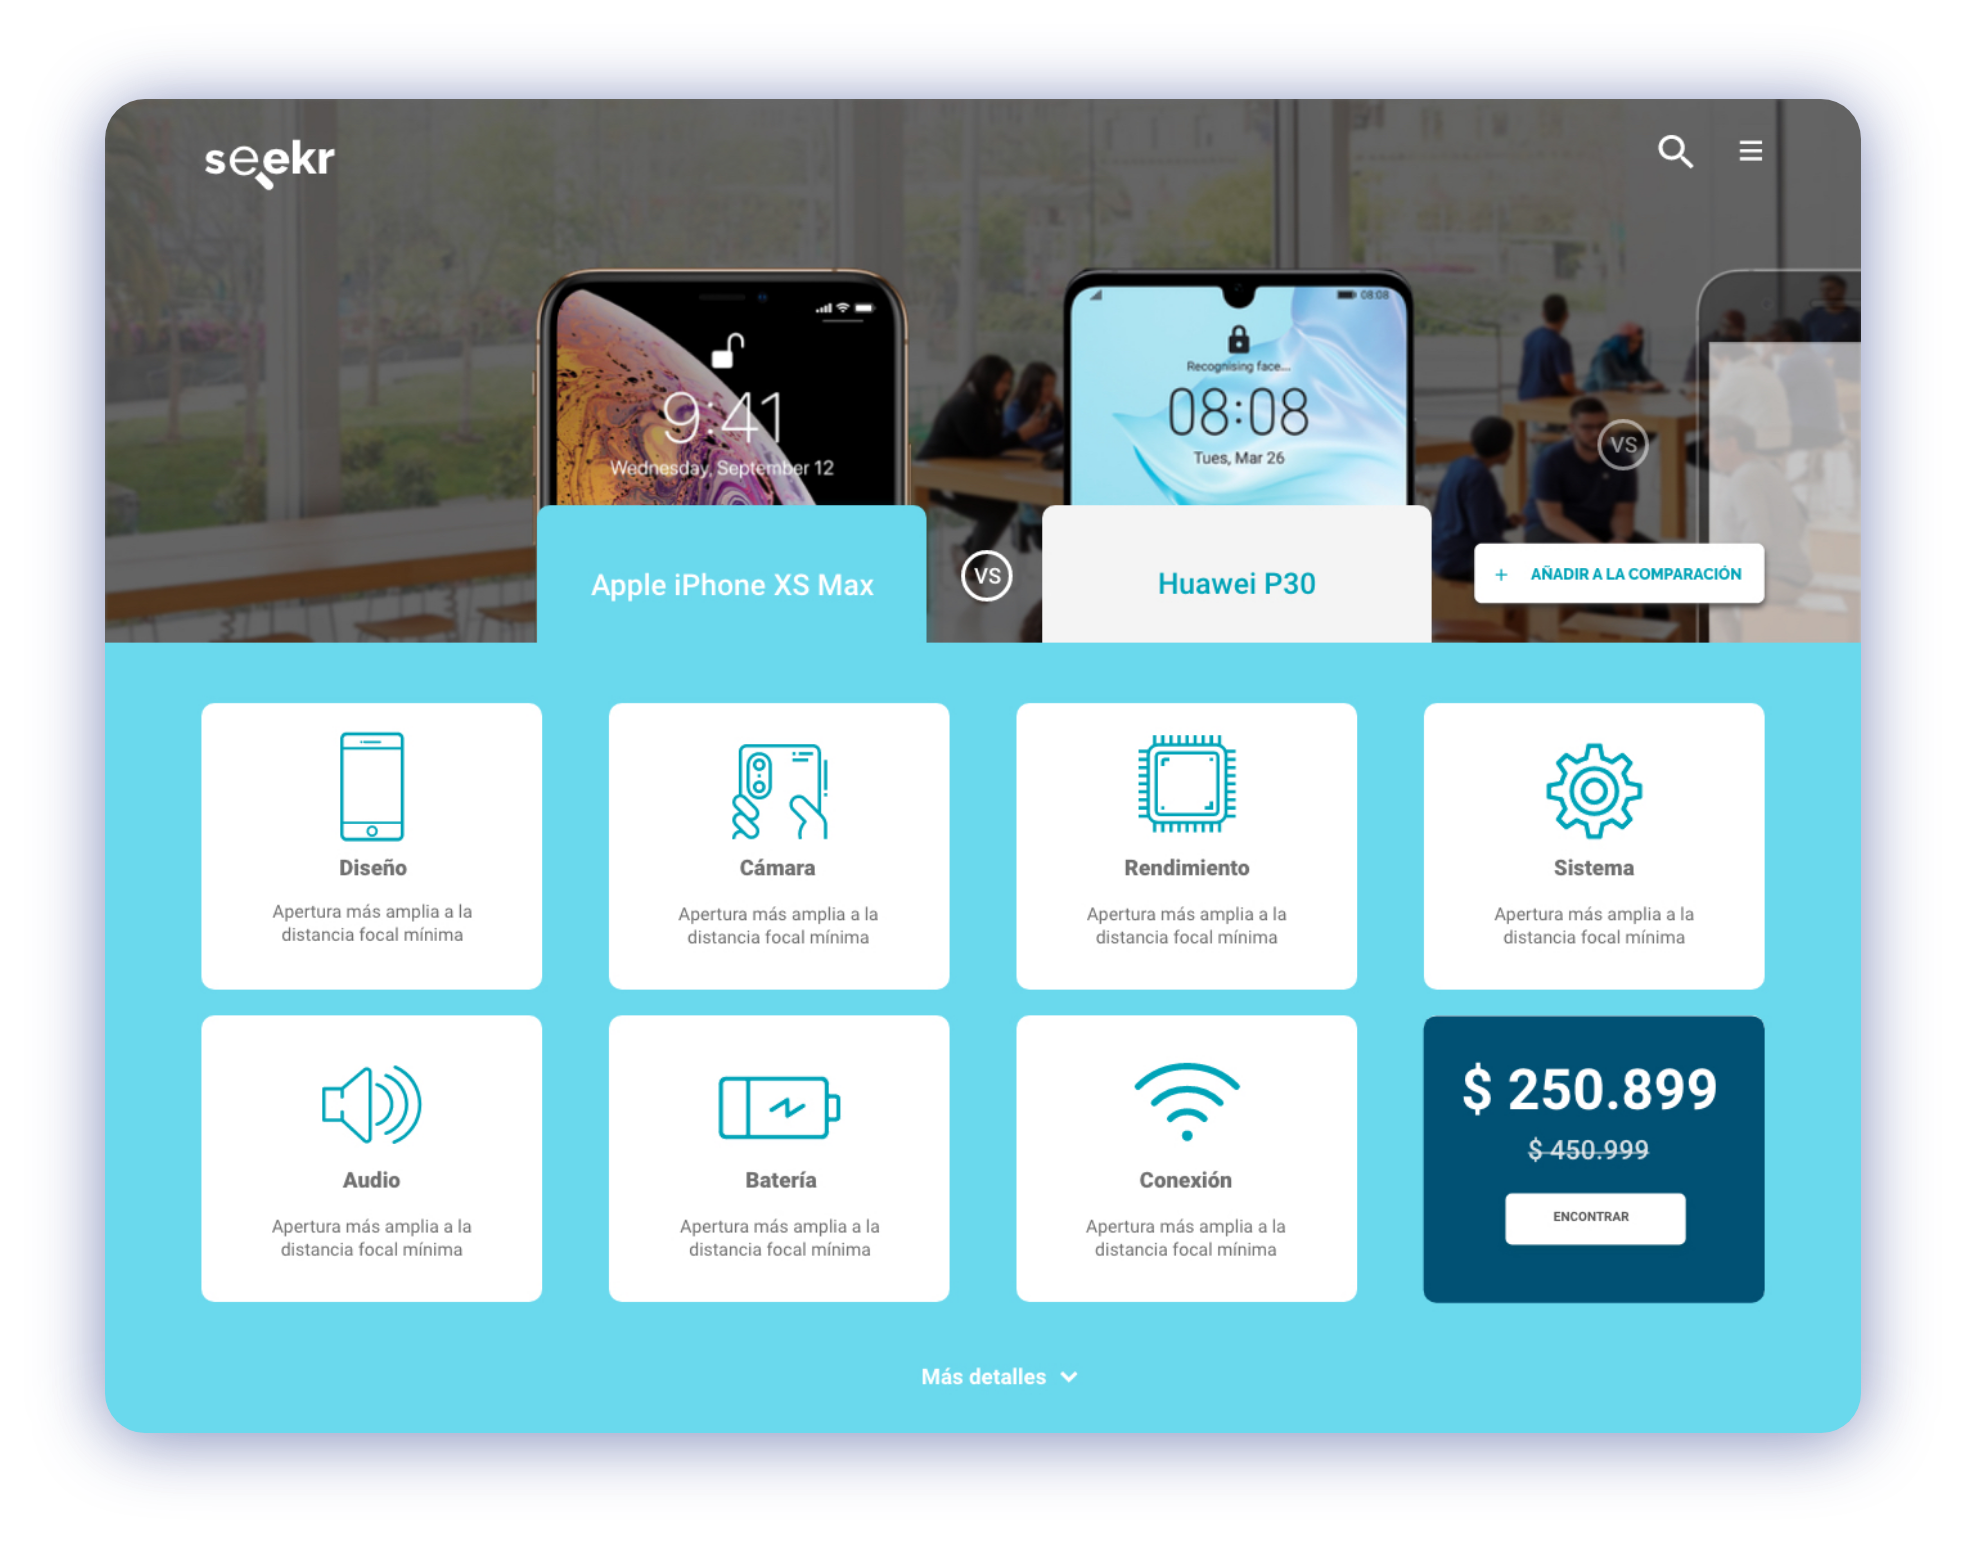 seekr
08:08
Recognising face...
9:41
08:08
Wednesday, September 12
Tues, Mar 26
VS
Apple iPhone XS Max
VS
Huawei P30
+ AÑADIR A LA COMPARACIÓN
Diseño
Apertura más amplia a la
distancia focal mínima
Cámara
Apertura más amplia a la
distancia focal mínima
Rendimiento
Apertura más amplia a la
distancia focal mínima
Sistema
Apertura más amplia a la
distancia focal mínima
Audio
Apertura más amplia a la
distancia focal mínima
Batería
Apertura más amplia a la
distancia focal mínima
Conexión
Apertura más amplia a la
distancia focal mínima
$ 250.899
$ 450.999
ENCONTRAR
Más detalles